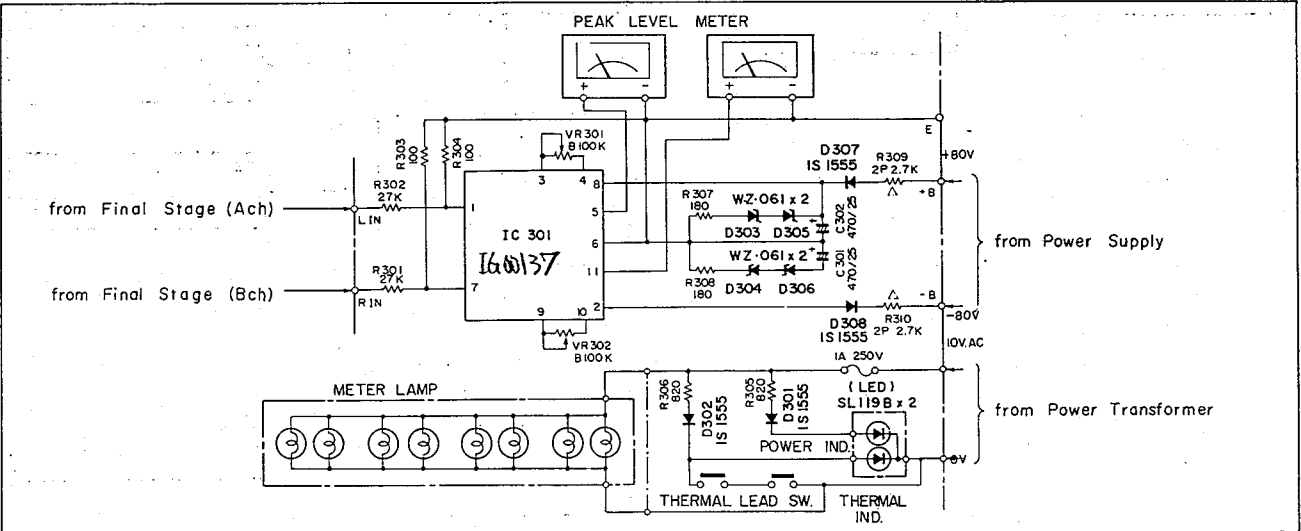 PEAK LEVEL METER
+ -
+ -
E
R303
100
R304
100
VR301
B100K
3 4
D307
1S 1555
R309
2P 2.7K
+80V
+B
R302
27K
from Final Stage (Ach)
L IN
1
8
5
6
11
2
IC 301
IG00137
R307
180
WZ-061 x 2
D303 D305
C302
470/25
+
WZ-061 x 2
D304 D306
C301
470/25
+
R308
180
from Power Supply
R301
27K
from Final Stage (Bch)
R IN
7
9 10
VR302
B100K
D308
1S 1555
R310
2P 2.7K
-B
-80V
10V.AC
1A 250V
METER LAMP
R306
820
D302
1S 1555
R305
820
D301
1S 1555
(LED)
SL119B x 2
from Power Transformer
POWER IND.
0V
THERMAL LEAD SW.
THERMAL
IND.